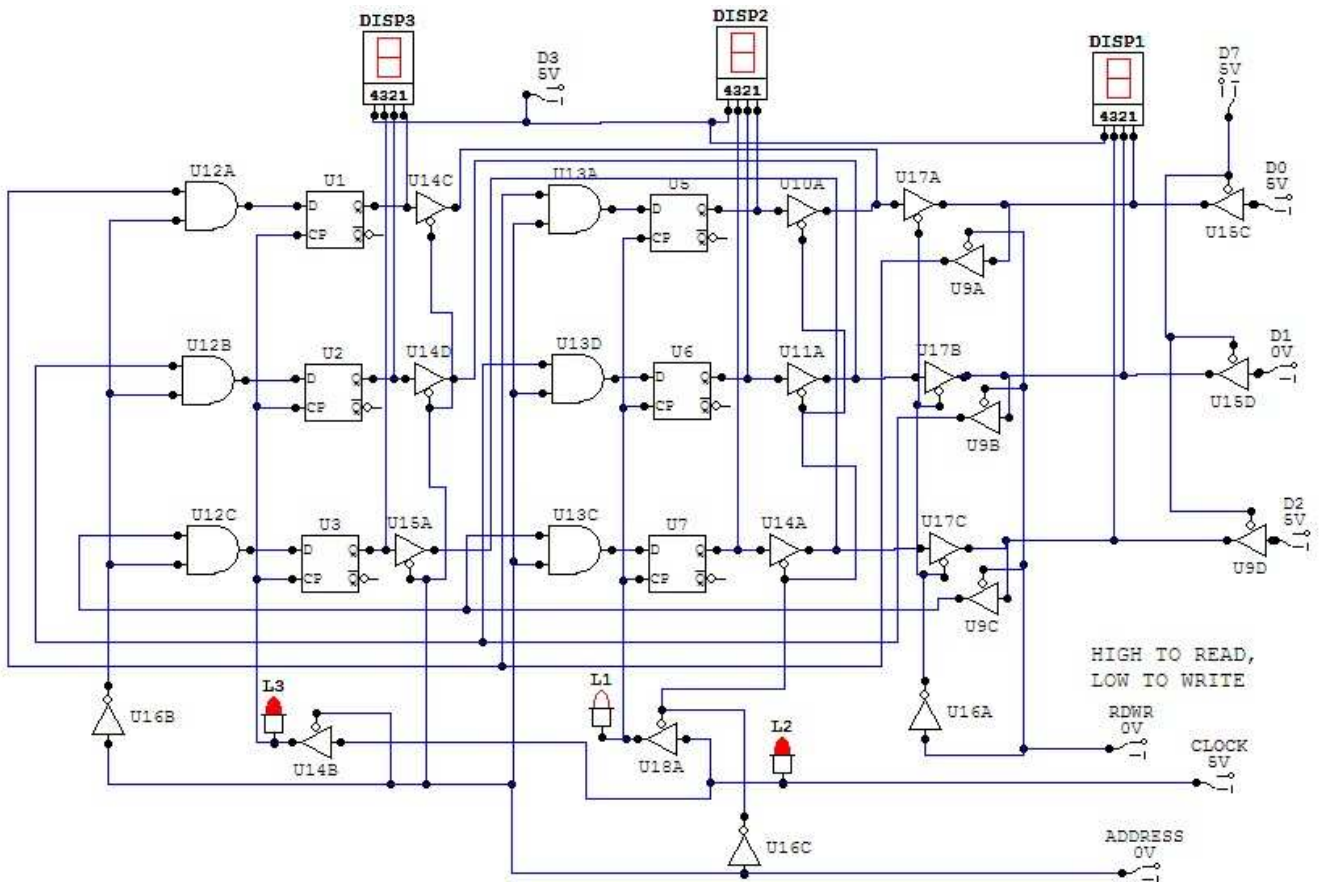 DISP3
4321
D3
5V
DISP2
4321
DISP1
4321
D7
5V
U12A
U1
D Q
CP Q
U14C
U13A
U5
D Q
CP Q
U10A
U17A
D0
5V
U15C
U9A
U12B
U2
D Q
CP Q
U14D
U13D
U6
D Q
CP Q
U11A
U17B
D1
0V
U15D
U9B
U12C
U3
D Q
CP Q
U15A
U13C
U7
D Q
CP Q
U14A
U17C
D2
5V
U9D
U9C
HIGH TO READ,
LOW TO WRITE
U16B
L3
U14B
L1
U18A
L2
U16A
RDWR
0V
CLOCK
5V
U16C
ADDRESS
0V